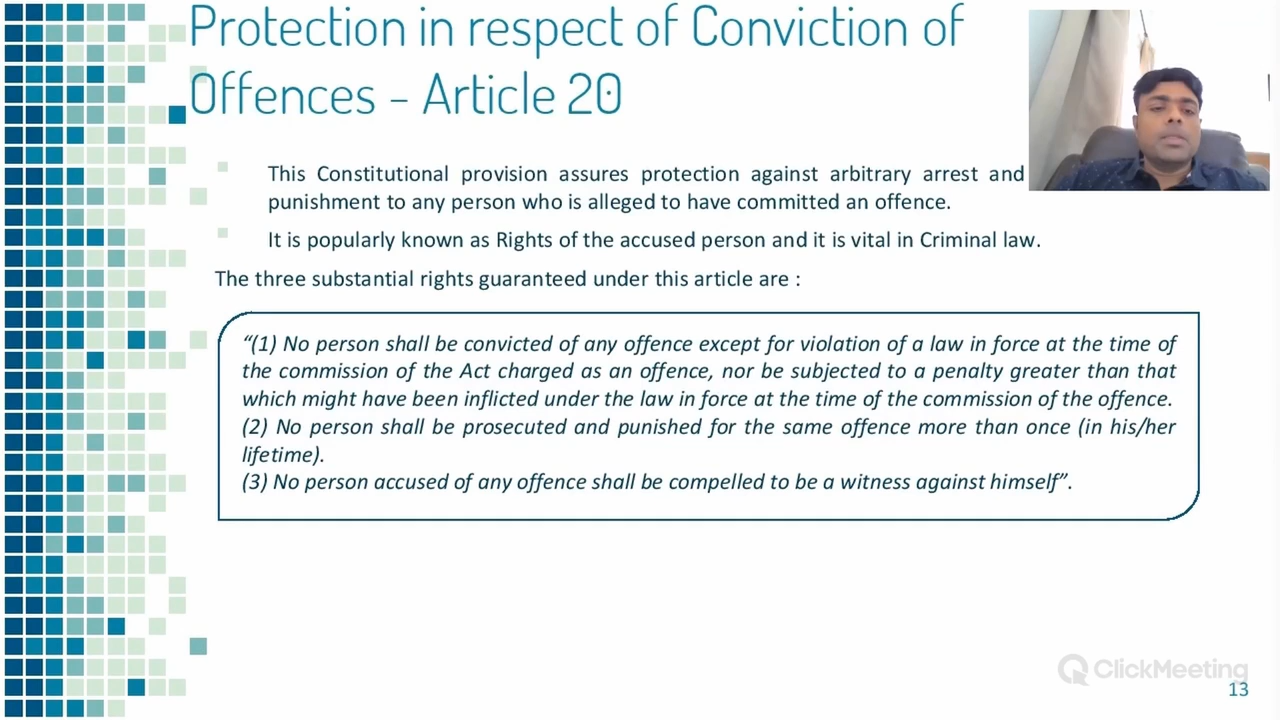 Protection in respect of Conviction of
Offences – Article 20
This Constitutional provision assures protection against arbitrary arrest and
punishment to any person who is alleged to have committed an offence.
It is popularly known as Rights of the accused person and it is vital in Criminal law.
The three substantial rights guaranteed under this article are :
“(1) No person shall be convicted of any offence except for violation of a law in force at the time of
the commission of the Act charged as an offence, nor be subjected to a penalty greater than that
which might have been inflicted under the law in force at the time of the commission of the offence.
(2) No person shall be prosecuted and punished for the same offence more than once (in his/her
lifetime).
(3) No person accused of any offence shall be compelled to be a witness against himself”.
ClickMeeting
13